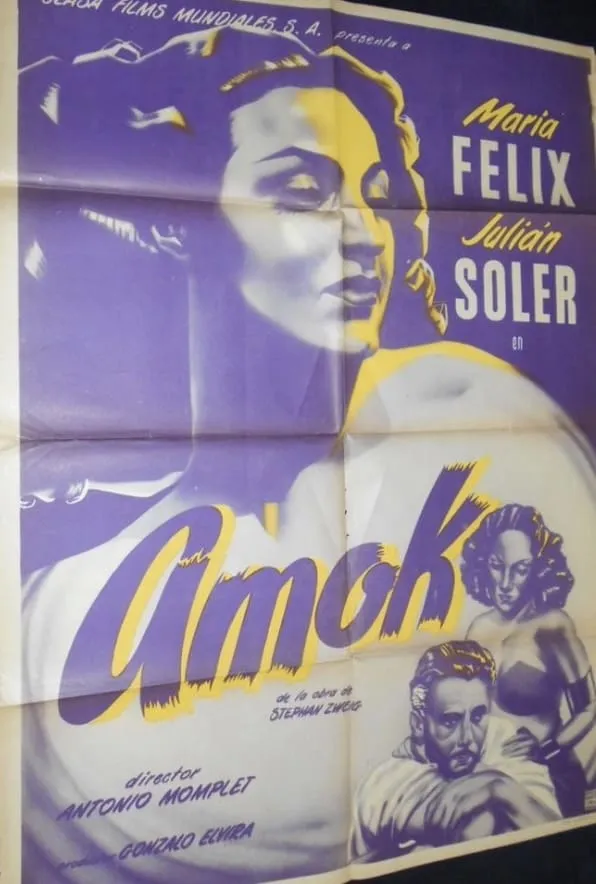 FILMS MUNDIALES, S. A. presenta a
Maria
FELIX
Julián
SOLER
en
amok
de la obra de
STEPHAN ZWEIG
director
ANTONIO MOMPLET
GONZALO ELVIRA